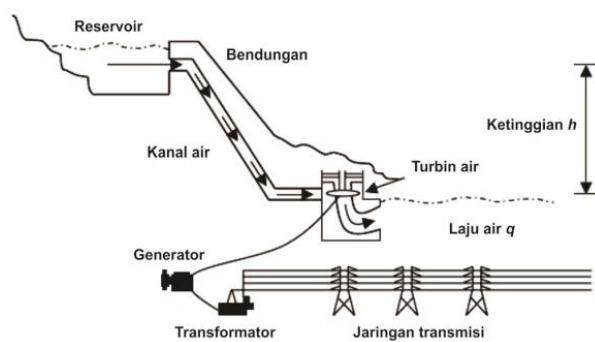 Reservoir
Bendungan
Ketinggian h
Kanal air
Turbin air
Laju air q
Generator
Transformator
Jaringan transmisi